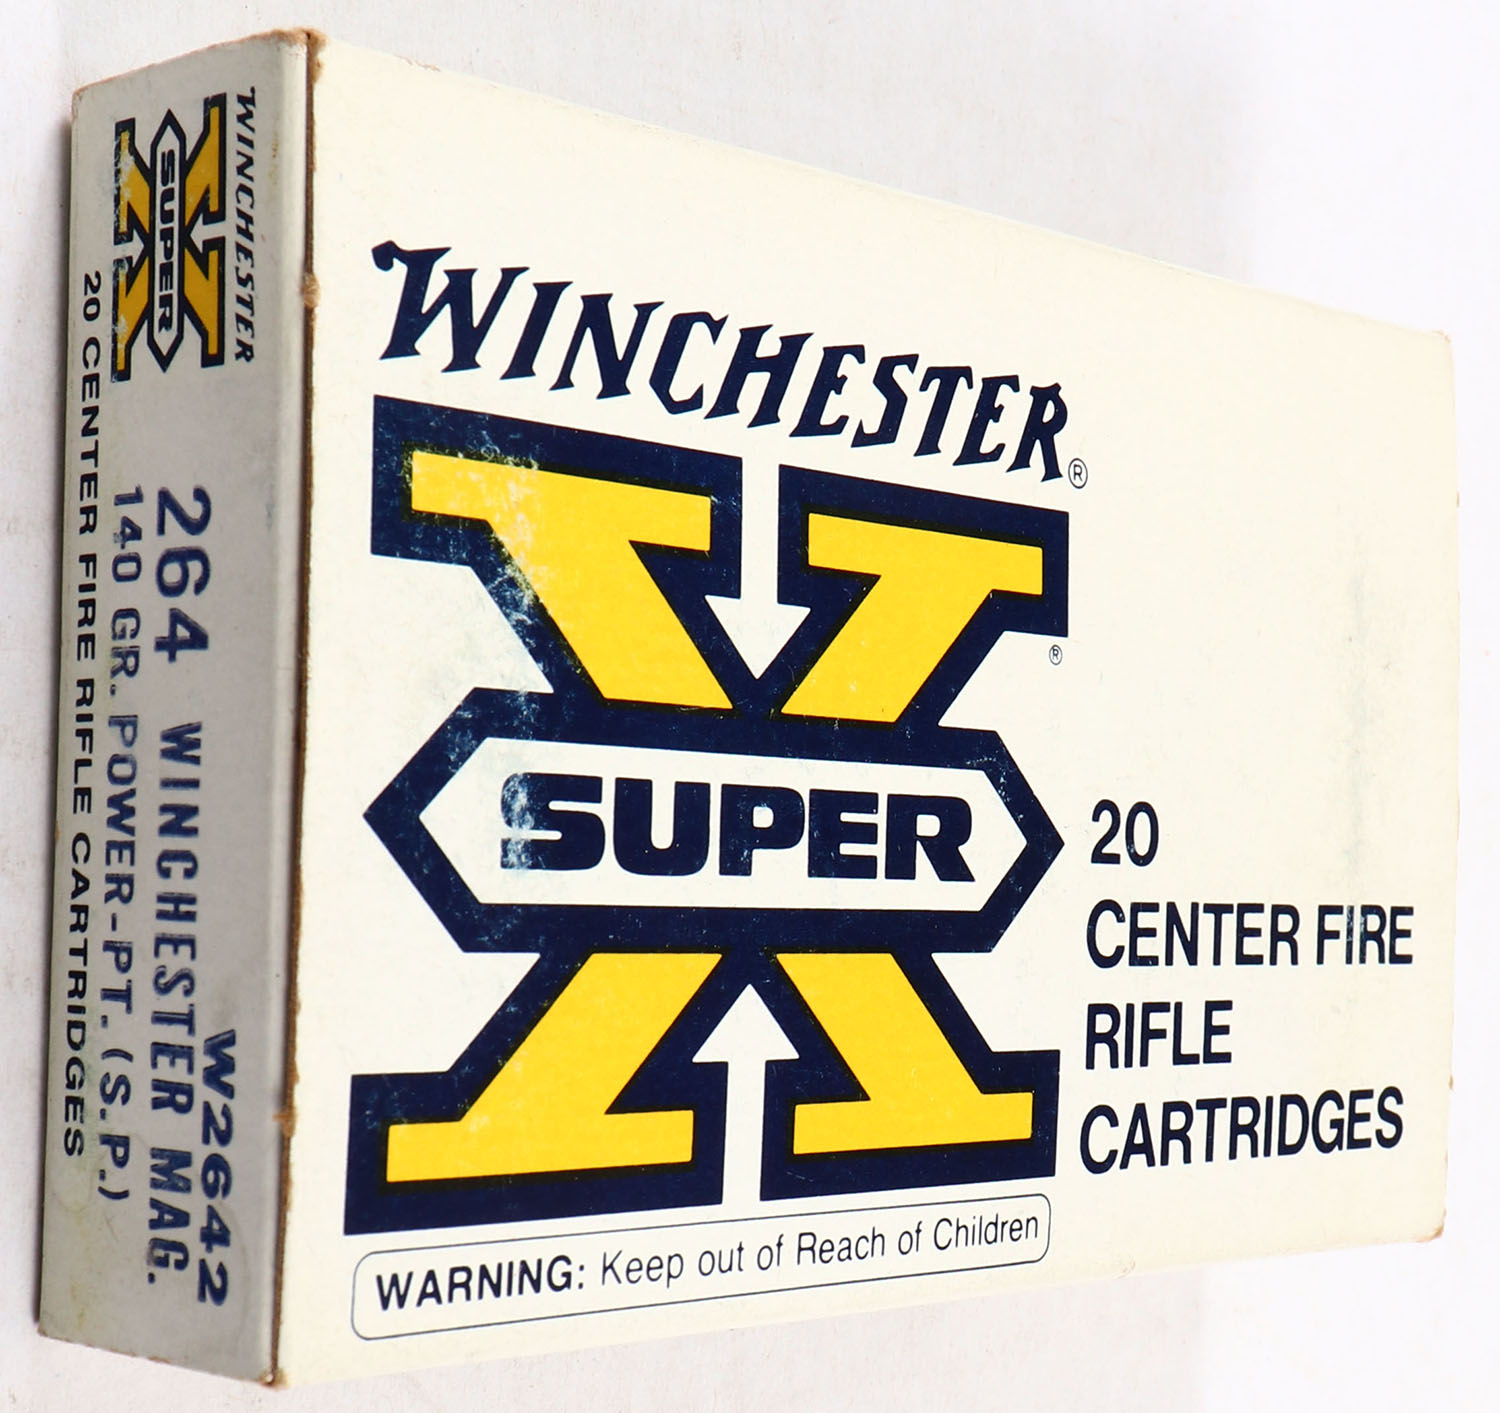 WINCHESTER®
X®
SUPER
20
CENTER FIRE
RIFLE
CARTRIDGES
WARNING: Keep out of Reach of Children
WINCHESTER
X
SUPER
W2642
264 WINCHESTER MAG.
140 GR. POWER-PT. (S.P.)
20 CENTER FIRE RIFLE CARTRIDGES